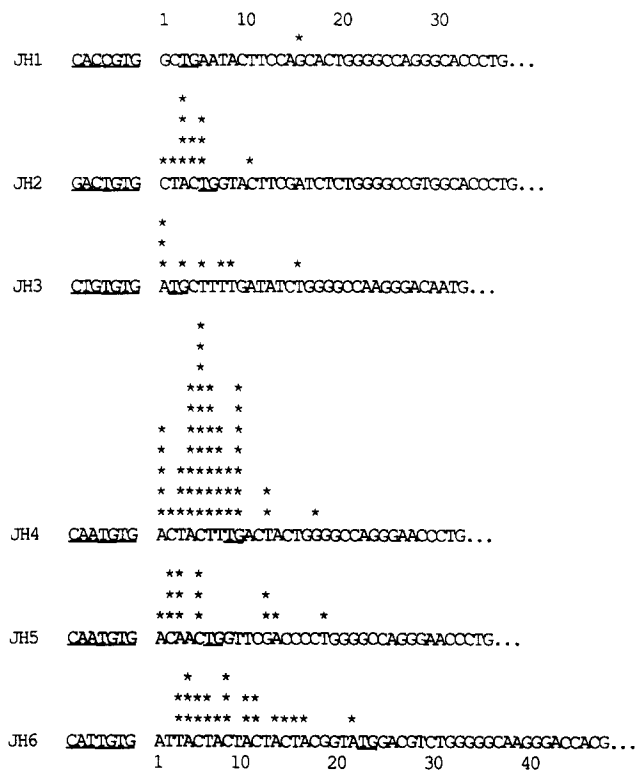 1 10 20 30
*
JH1 CACCGTG GCTGAATACTTCCAGCACTGGGGCCAGGGCACCCTG...
*
* *
***
***** *
JH2 GACTGTG CTACTGGTACTTCGATCTCTGGGGCCGTGGCACCCTG...
*
*
* * * ** *
JH3 CTGTGTG ATGCTTTTGATATCTGGGGCCAAGGGACAATG...
*
*
*
*** *
*** *
* **** *
* **** *
* *******
* ******* *
********* * *
JH4 CAATGTG ACTACTTTGACTACTGGGGCCAGGGAACCCTG...
** *
** * *
*** * ** *
JH5 CAATGTG ACAACTGGTTCGACCCCTGGGGCCAGGGAACCCTG...
* *
**** * **
****** ** **** *
JH6 CATTGTG ATTACTACTACTACTACGGTATGGACGTCTGGGGGCAAGGGACCACG...
1 10 20 30 40